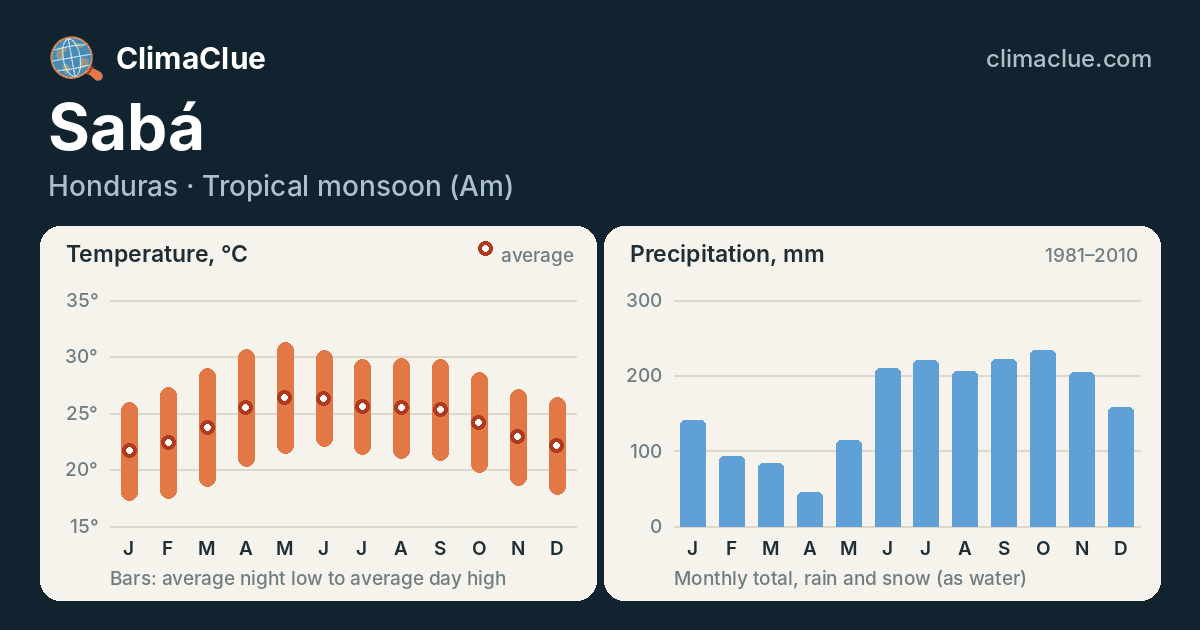 ClimaClue
climaclue.com
Sabá
Honduras · Tropical monsoon (Am)
Temperature, °C
average
35°
30°
25°
20°
15°
J F M A M J J A S O N D
Bars: average night low to average day high
Precipitation, mm
1981–2010
300
200
100
0
J F M A M J J A S O N D
Monthly total, rain and snow (as water)